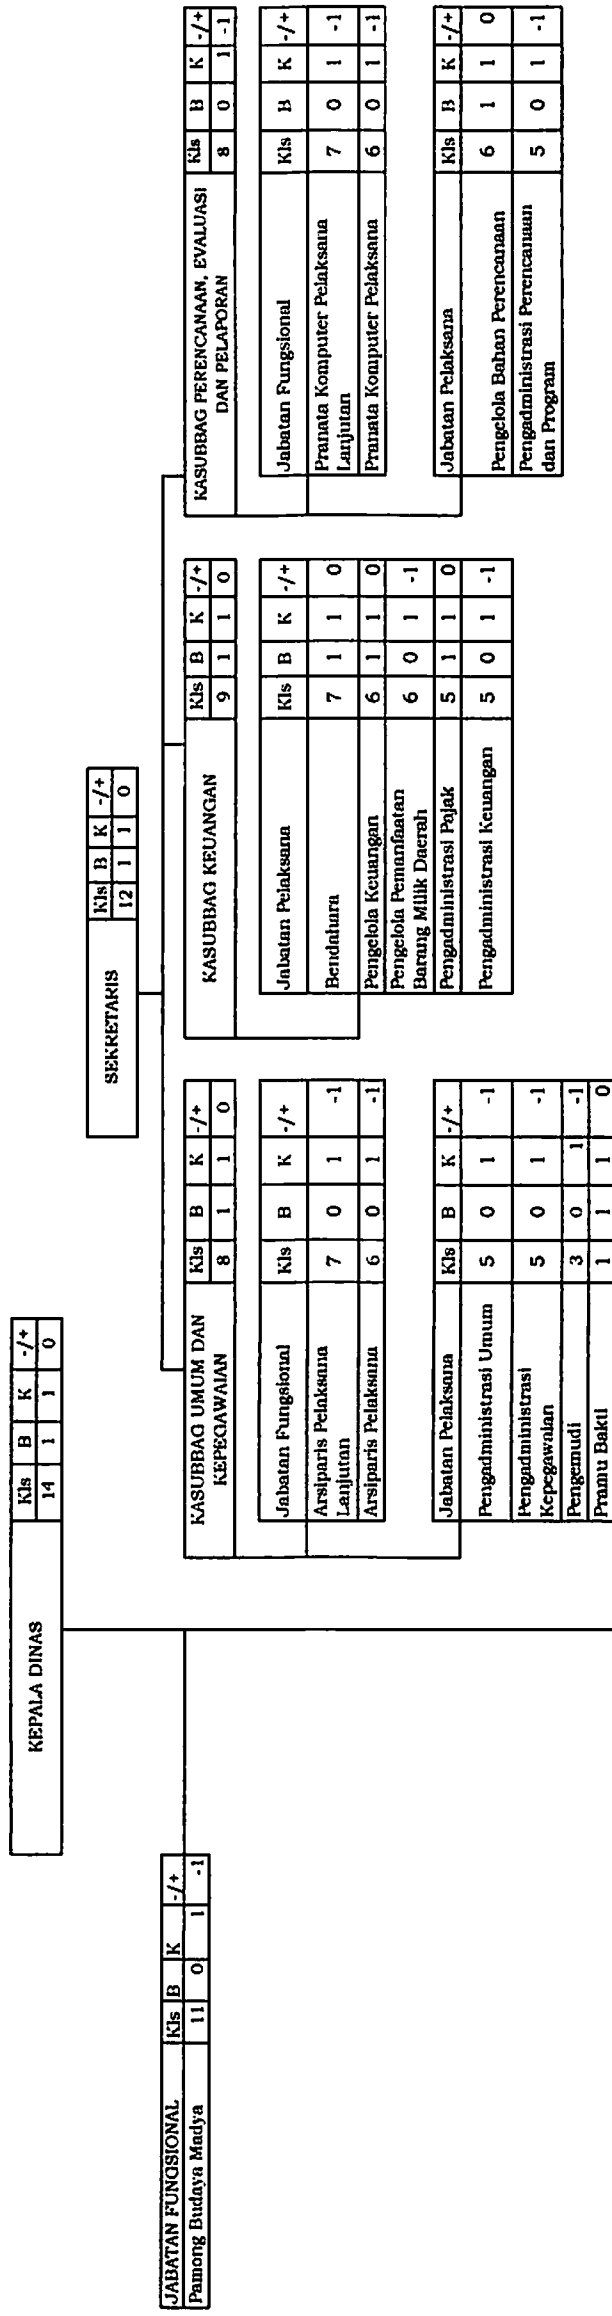 KEPALA DINAS
Kls B K -/+
14 1 1 0
JABATAN FUNGSIONAL Kls B K -/+
Pamong Budaya Madya 11 0 1 -1
SEKRETARIS
Kls B K -/+
12 1 1 0
KASUBBAG UMUM DAN
KEPEGAWAIAN
Kls B K -/+
8 1 1 0
Jabatan Fungsional Kls B K -/+
Arsiparis Pelaksana
Lanjutan 7 0 1 -1
Arsiparis Pelaksana 6 0 1 -1
Jabatan Pelaksana Kls B K -/+
Pengadministrasi Umum 5 0 1 -1
Pengadministrasi
Kepegawaian 5 0 1 -1
Pengemudi 3 0 1 -1
Pramu Bakti 1 1 1 0
KASUBBAG KEUANGAN
Kls B K -/+
9 1 1 0
Jabatan Pelaksana Kls B K -/+
Bendahara 7 1 1 0
Pengelola Keuangan 6 1 1 0
Pengelola Pemanfaatan
Barang Milik Daerah 6 0 1 -1
Pengadministrasi Pajak 5 1 1 0
Pengadministrasi Keuangan 5 0 1 -1
KASUBBAG PERENCANAAN, EVALUASI
DAN PELAPORAN
Kls B K -/+
8 0 1 -1
Jabatan Fungsional Kls B K -/+
Pranata Komputer Pelaksana
Lanjutan 7 0 1 -1
Pranata Komputer Pelaksana 6 0 1 -1
Jabatan Pelaksana Kls B K -/+
Pengelola Bahan Perencanaan 6 1 1 0
Pengadministrasi Perencanaan
dan Program 5 0 1 -1